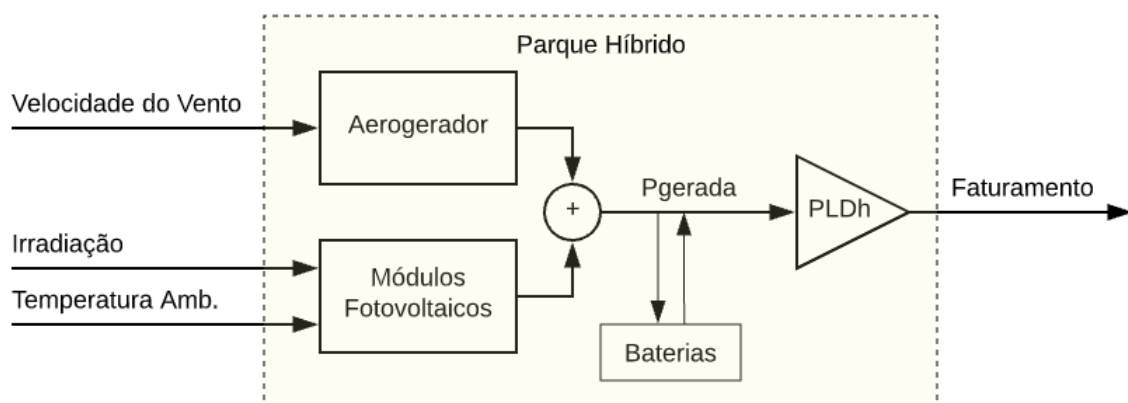 Parque Híbrido
Velocidade do Vento
Aerogerador
+
Pgerada
PLDh
Faturamento
Irradiação
Temperatura Amb.
Módulos
Fotovoltaicos
Baterias